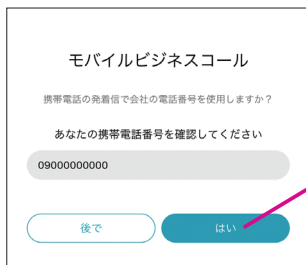 モバイルビジネスコール
携帯電話の発着信で会社の電話番号を使用しますか？
あなたの携帯電話番号を確認してください
09000000000
後で
はい